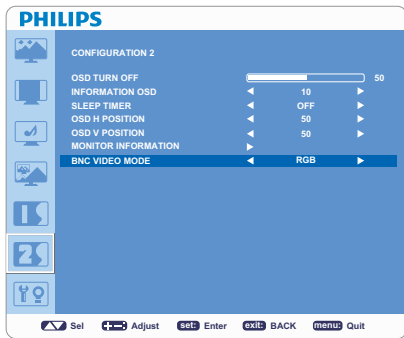 PHILIPS
CONFIGURATION 2
OSD TURN OFF 50
INFORMATION OSD 10
SLEEP TIMER OFF
OSD H POSITION 50
OSD V POSITION 50
MONITOR INFORMATION
BNC VIDEO MODE RGB
Sel Adjust set: Enter exit: BACK menu: Quit